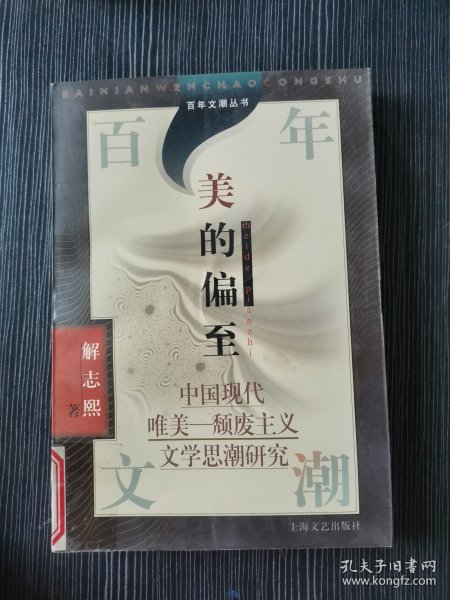 BAINIANWENCHAOCONGSHU
百年文潮丛书
百年
美的偏至
meide pianzhi
解志熙
著
中国现代
唯美—颓废主义
文学思潮研究
文潮
上海文艺出版社
孔夫子旧书网
www.kongfz.com